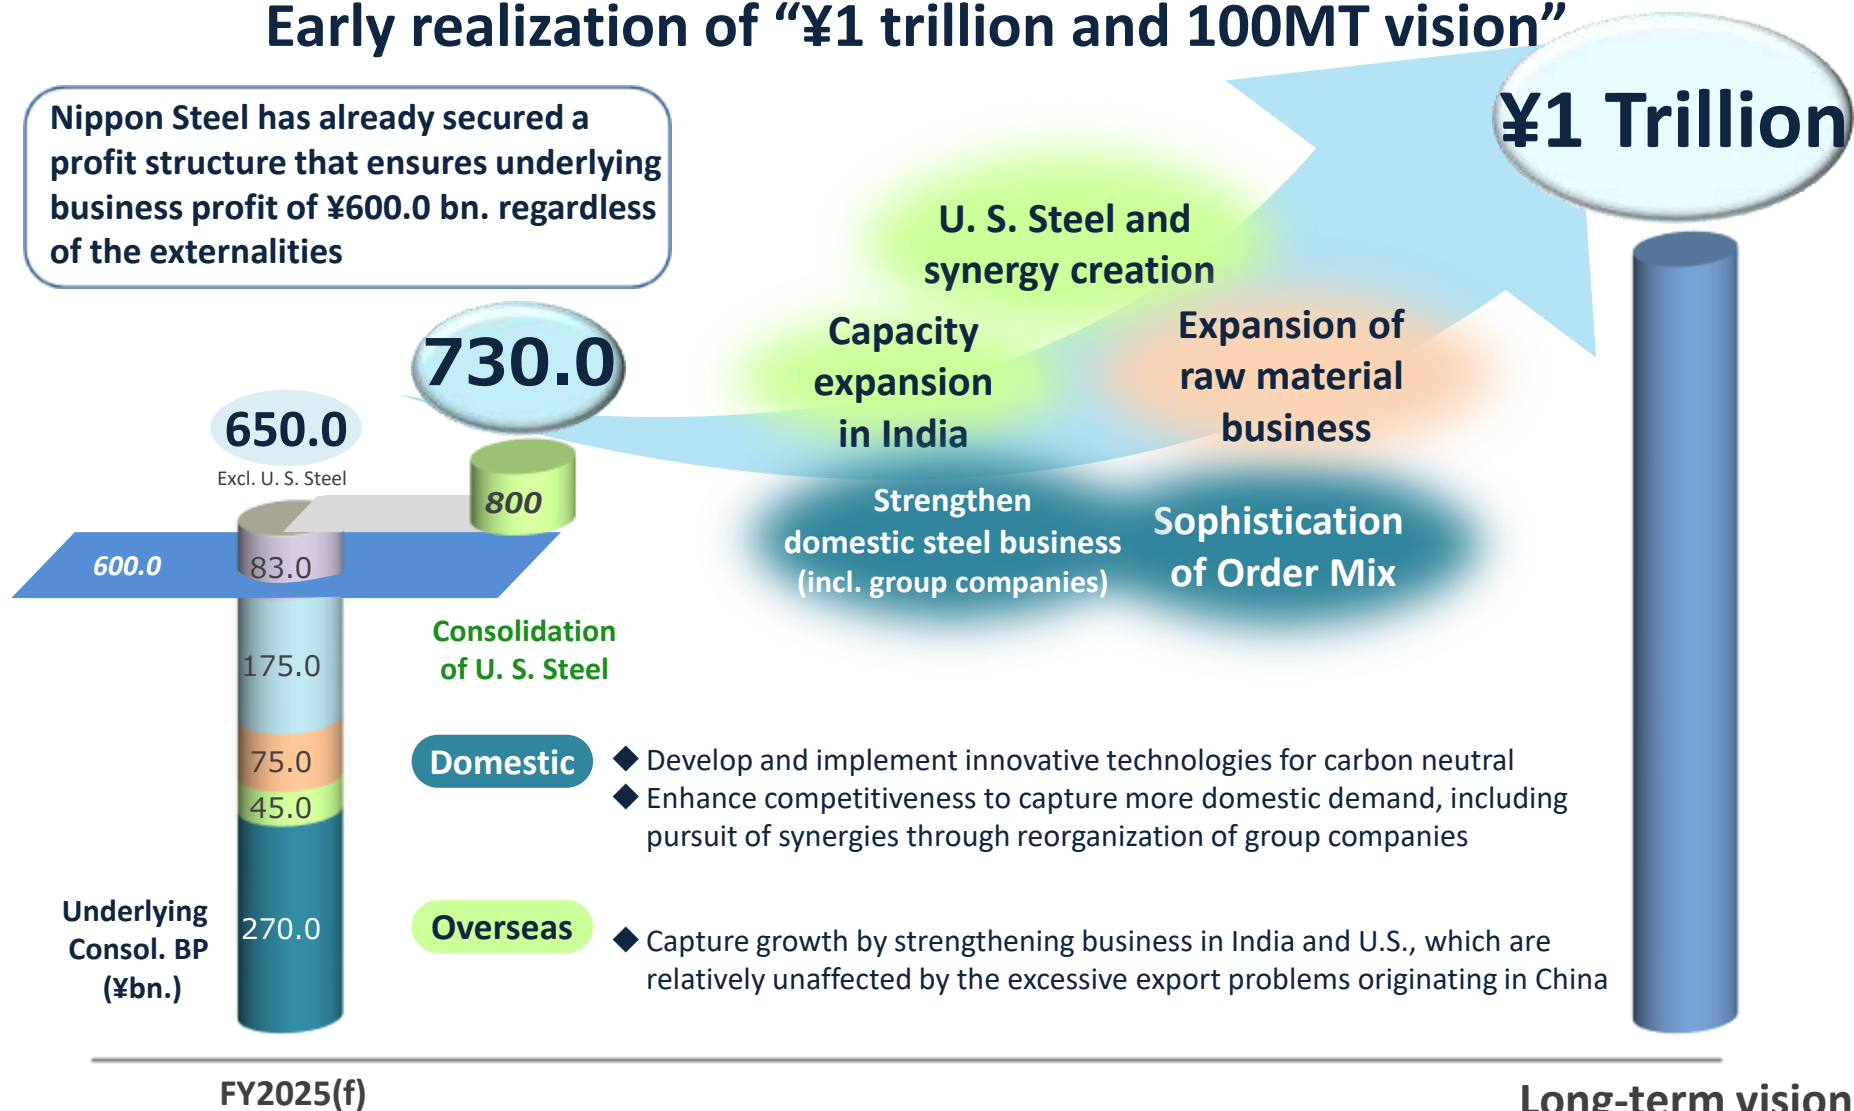 Early realization of “¥1 trillion and 100MT vision”
¥1 Trillion
Nippon Steel has already secured a
profit structure that ensures underlying
business profit of ¥600.0 bn. regardless
of the externalities
U. S. Steel and
synergy creation
Capacity
expansion
in India
Expansion of
raw material
business
730.0
650.0
Excl. U. S. Steel
800
Strengthen
domestic steel business
(incl. group companies)
Sophistication
of Order Mix
600.0
83.0
175.0
75.0
45.0
270.0
Consolidation
of U. S. Steel
Domestic
◆ Develop and implement innovative technologies for carbon neutral
◆ Enhance competitiveness to capture more domestic demand, including
pursuit of synergies through reorganization of group companies
Underlying
Consol. BP
(¥bn.)
Overseas
◆ Capture growth by strengthening business in India and U.S., which are
relatively unaffected by the excessive export problems originating in China
FY2025(f)
Long-term vision